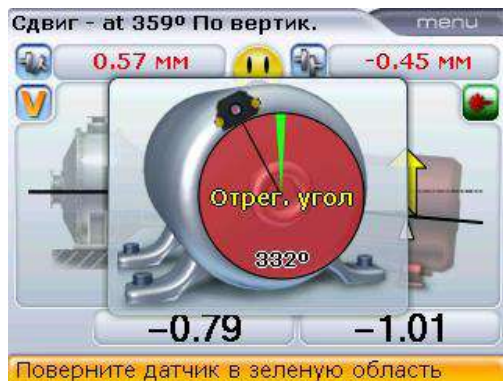 Сдвиг - at 359º По вертик.
menu
0.57 мм
-0.45 мм
V
Отрег. угол
332º
-0.79
-1.01
Поверните датчик в зеленую область